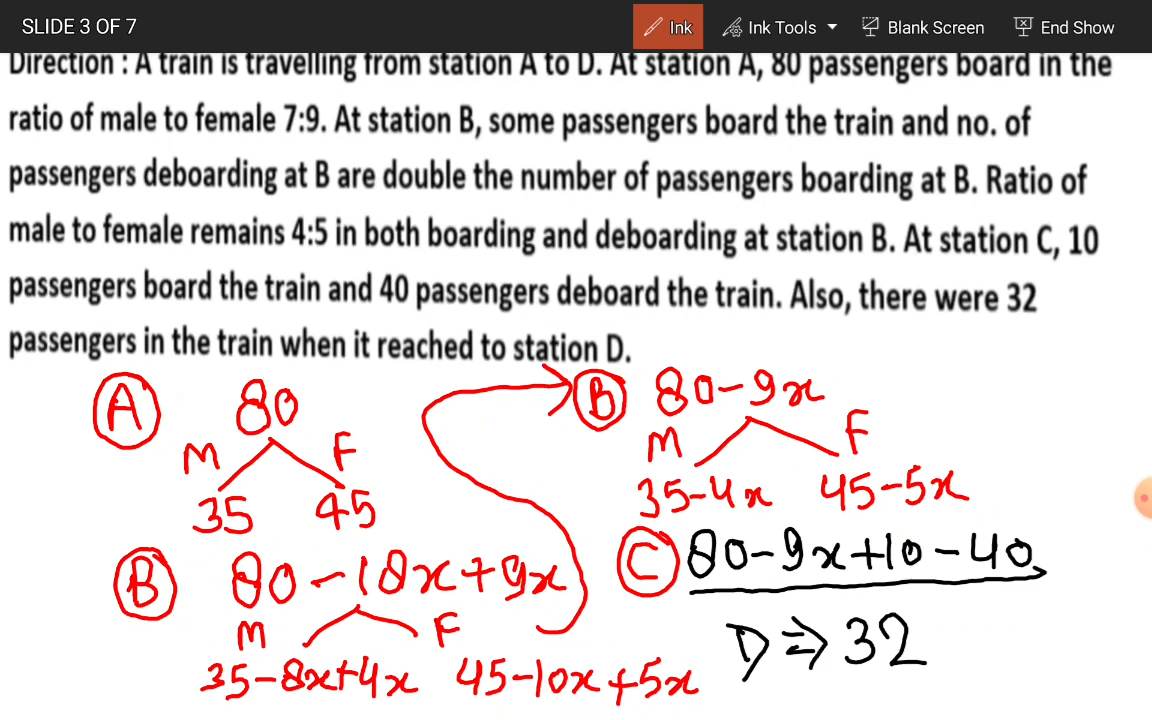 SLIDE 3 OF 7 Ink Ink Tools Blank Screen End Show
Direction : A train is travelling from station A to D. At station A, 80 passengers board in the
ratio of male to female 7:9. At station B, some passengers board the train and no. of
passengers deboarding at B are double the number of passengers boarding at B. Ratio of
male to female remains 4:5 in both boarding and deboarding at station B. At station C, 10
passengers board the train and 40 passengers deboard the train. Also, there were 32
passengers in the train when it reached to station D.
A 80
M F
35 45
B 80-18x+9x
M F
35-8x+4x 45-10x+5x
B 80-9x
M F
35-4x 45-5x
C 80-9x+10-40
D ⇒ 32